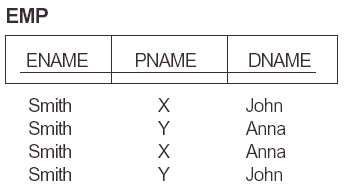 EMP
ENAME PNAME DNAME
Smith X John
Smith Y Anna
Smith X Anna
Smith Y John